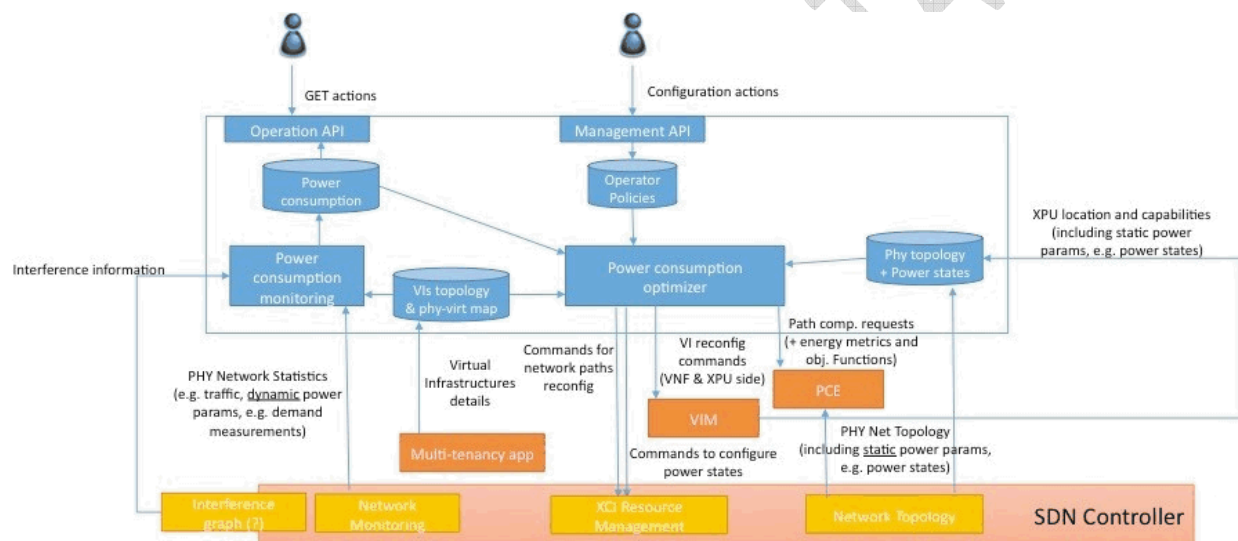 GET actions
Configuration actions
Operation API
Management API
Power
consumption
Operator
Policies
XPU location and capabilities
(including static power
params, e.g. power states)
Interference information
Power
consumption
monitoring
VIs topology
& phy-virt map
Power consumption
optimizer
Phy topology
+ Power states
PHY Network Statistics
(e.g. traffic, dynamic power
params, e.g. demand
measurements)
Virtual
Infrastructures
details
Commands for
network paths
reconfig
VI reconfig
commands
(VNF & XPU side)
Path comp. requests
(+ energy metrics and
obj. Functions)
PCE
VIM
Multi-tenancy app
Commands to configure
power states
PHY Net Topology
(including static power params,
e.g. power states)
Interference
graph (?)
Network
Monitoring
XCI Resource
Management
Network Topology
SDN Controller